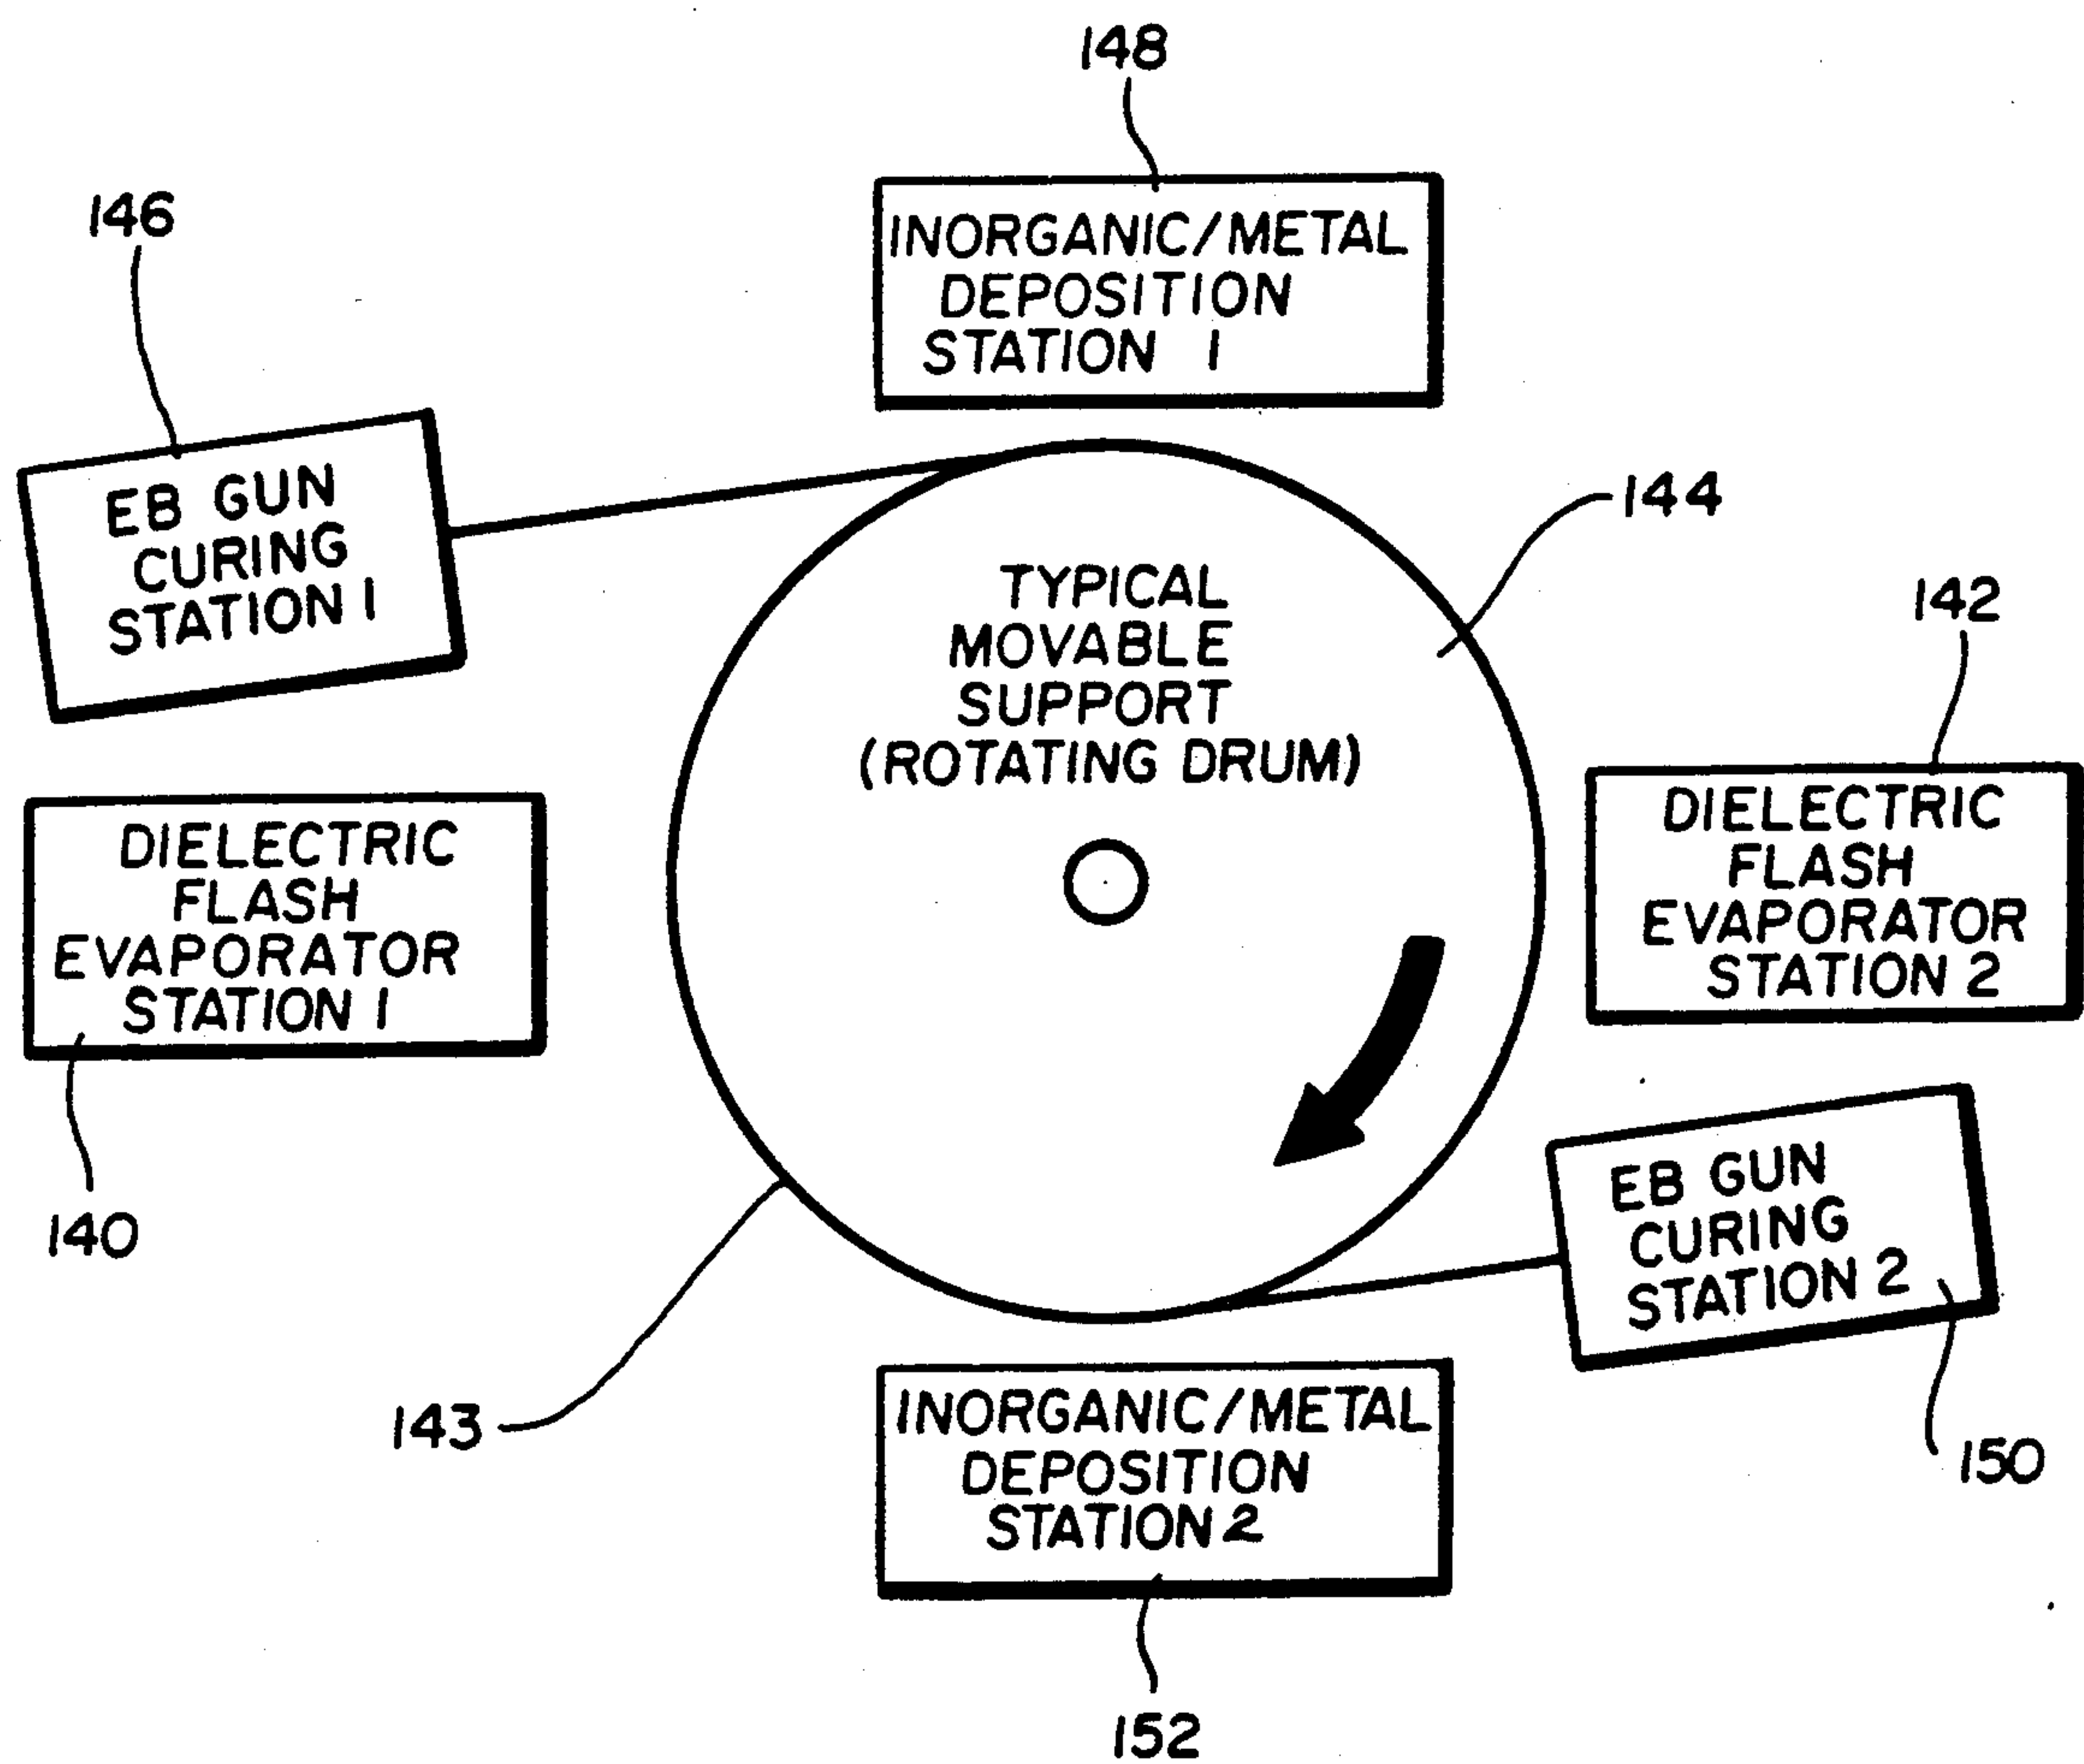 148
146
INORGANIC/METAL
DEPOSITION
STATION 1
EB GUN
CURING
STATION 1
144
TYPICAL
MOVABLE
SUPPORT
(ROTATING DRUM)
142
DIELECTRIC
FLASH
EVAPORATOR
STATION 1
DIELECTRIC
FLASH
EVAPORATOR
STATION 2
140
EB GUN
CURING
STATION 2
143
INORGANIC/METAL
DEPOSITION
STATION 2
150
152